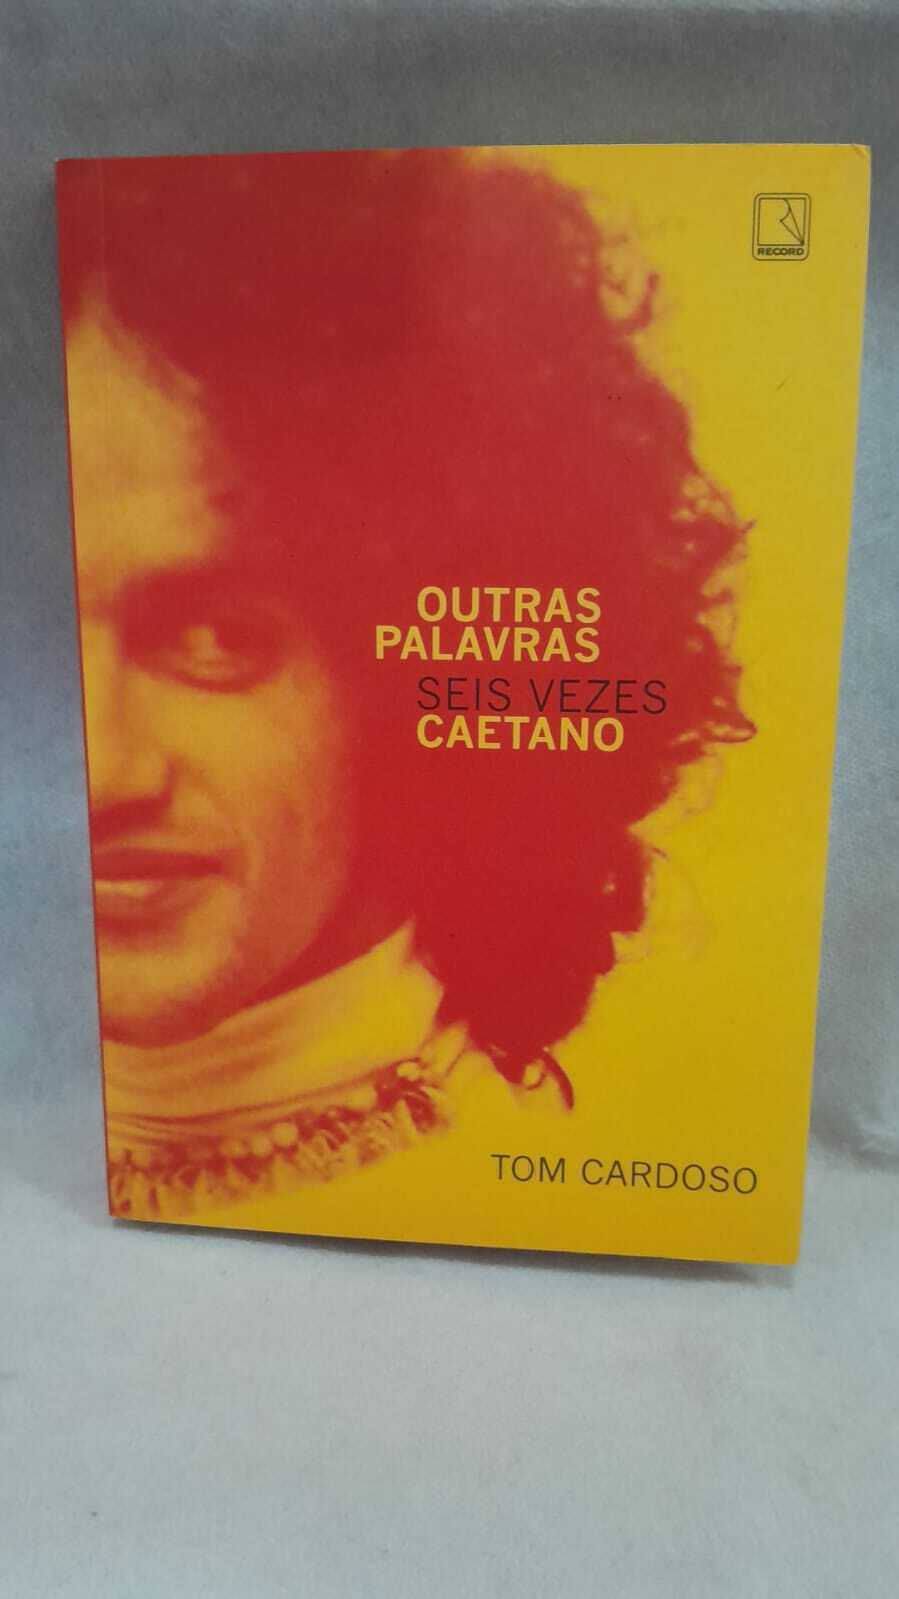 RECORD
OUTRAS
PALAVRAS
SEIS VEZES
CAETANO
TOM CARDOSO